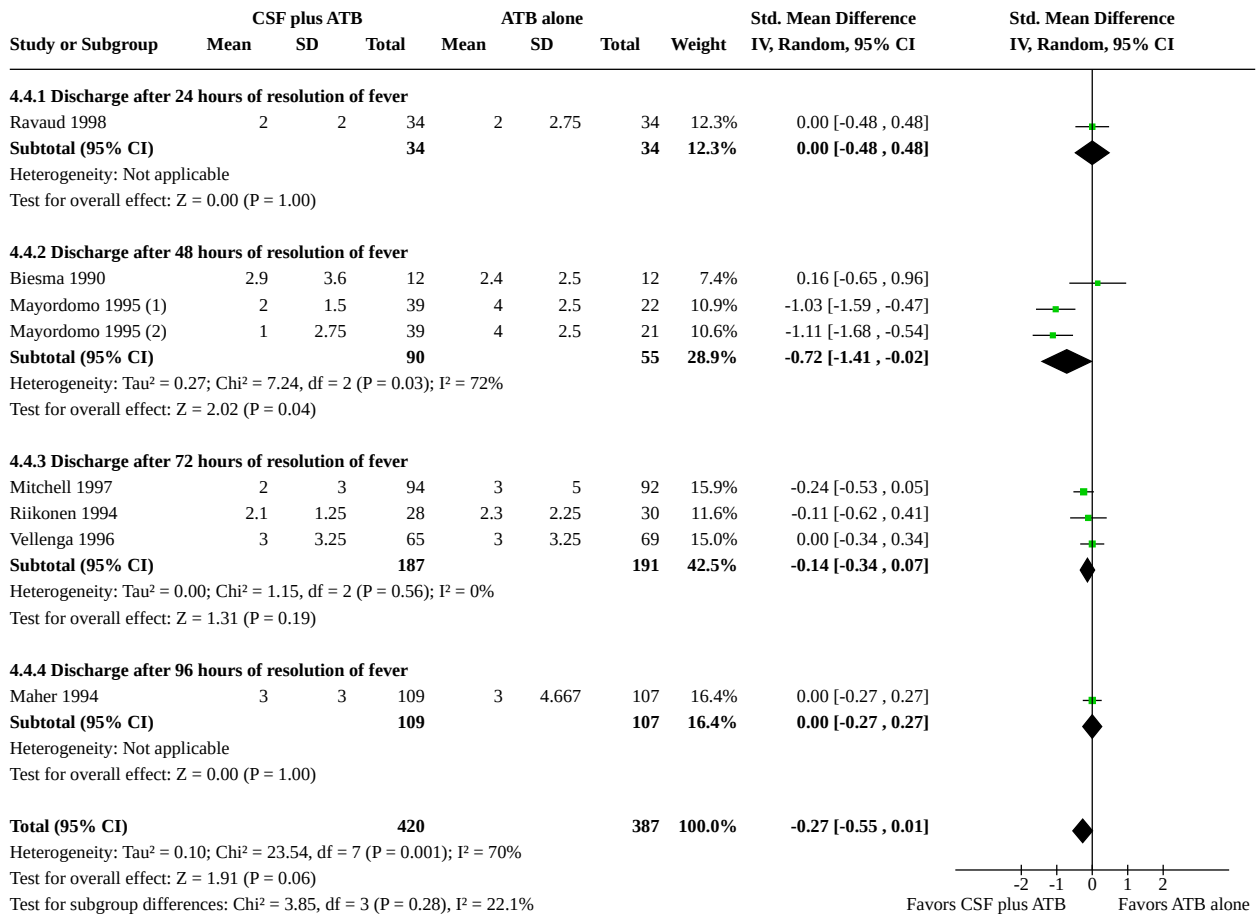 CSF plus ATB ATB alone Std. Mean Difference Std. Mean Difference
Study or Subgroup Mean SD Total Mean SD Total Weight IV, Random, 95% CI IV, Random, 95% CI
4.4.1 Discharge after 24 hours of resolution of fever
Ravaud 1998 2 2 34 2 2.75 34 12.3% 0.00 [-0.48 , 0.48]
Subtotal (95% CI) 34 34 12.3% 0.00 [-0.48 , 0.48]
Heterogeneity: Not applicable
Test for overall effect: Z = 0.00 (P = 1.00)
4.4.2 Discharge after 48 hours of resolution of fever
Biesma 1990 2.9 3.6 12 2.4 2.5 12 7.4% 0.16 [-0.65 , 0.96]
Mayordomo 1995 (1) 2 1.5 39 4 2.5 22 10.9% -1.03 [-1.59 , -0.47]
Mayordomo 1995 (2) 1 2.75 39 4 2.5 21 10.6% -1.11 [-1.68 , -0.54]
Subtotal (95% CI) 90 55 28.9% -0.72 [-1.41 , -0.02]
Heterogeneity: Tau² = 0.27; Chi² = 7.24, df = 2 (P = 0.03); I² = 72%
Test for overall effect: Z = 2.02 (P = 0.04)
4.4.3 Discharge after 72 hours of resolution of fever
Mitchell 1997 2 3 94 3 5 92 15.9% -0.24 [-0.53 , 0.05]
Riikonen 1994 2.1 1.25 28 2.3 2.25 30 11.6% -0.11 [-0.62 , 0.41]
Vellenga 1996 3 3.25 65 3 3.25 69 15.0% 0.00 [-0.34 , 0.34]
Subtotal (95% CI) 187 191 42.5% -0.14 [-0.34 , 0.07]
Heterogeneity: Tau² = 0.00; Chi² = 1.15, df = 2 (P = 0.56); I² = 0%
Test for overall effect: Z = 1.31 (P = 0.19)
4.4.4 Discharge after 96 hours of resolution of fever
Maher 1994 3 3 109 3 4.667 107 16.4% 0.00 [-0.27 , 0.27]
Subtotal (95% CI) 109 107 16.4% 0.00 [-0.27 , 0.27]
Heterogeneity: Not applicable
Test for overall effect: Z = 0.00 (P = 1.00)
Total (95% CI) 420 387 100.0% -0.27 [-0.55 , 0.01]
Heterogeneity: Tau² = 0.10; Chi² = 23.54, df = 7 (P = 0.001); I² = 70%
Test for overall effect: Z = 1.91 (P = 0.06)
Test for subgroup differences: Chi² = 3.85, df = 3 (P = 0.28), I² = 22.1%
-2 -1 0 1 2
Favors CSF plus ATB Favors ATB alone